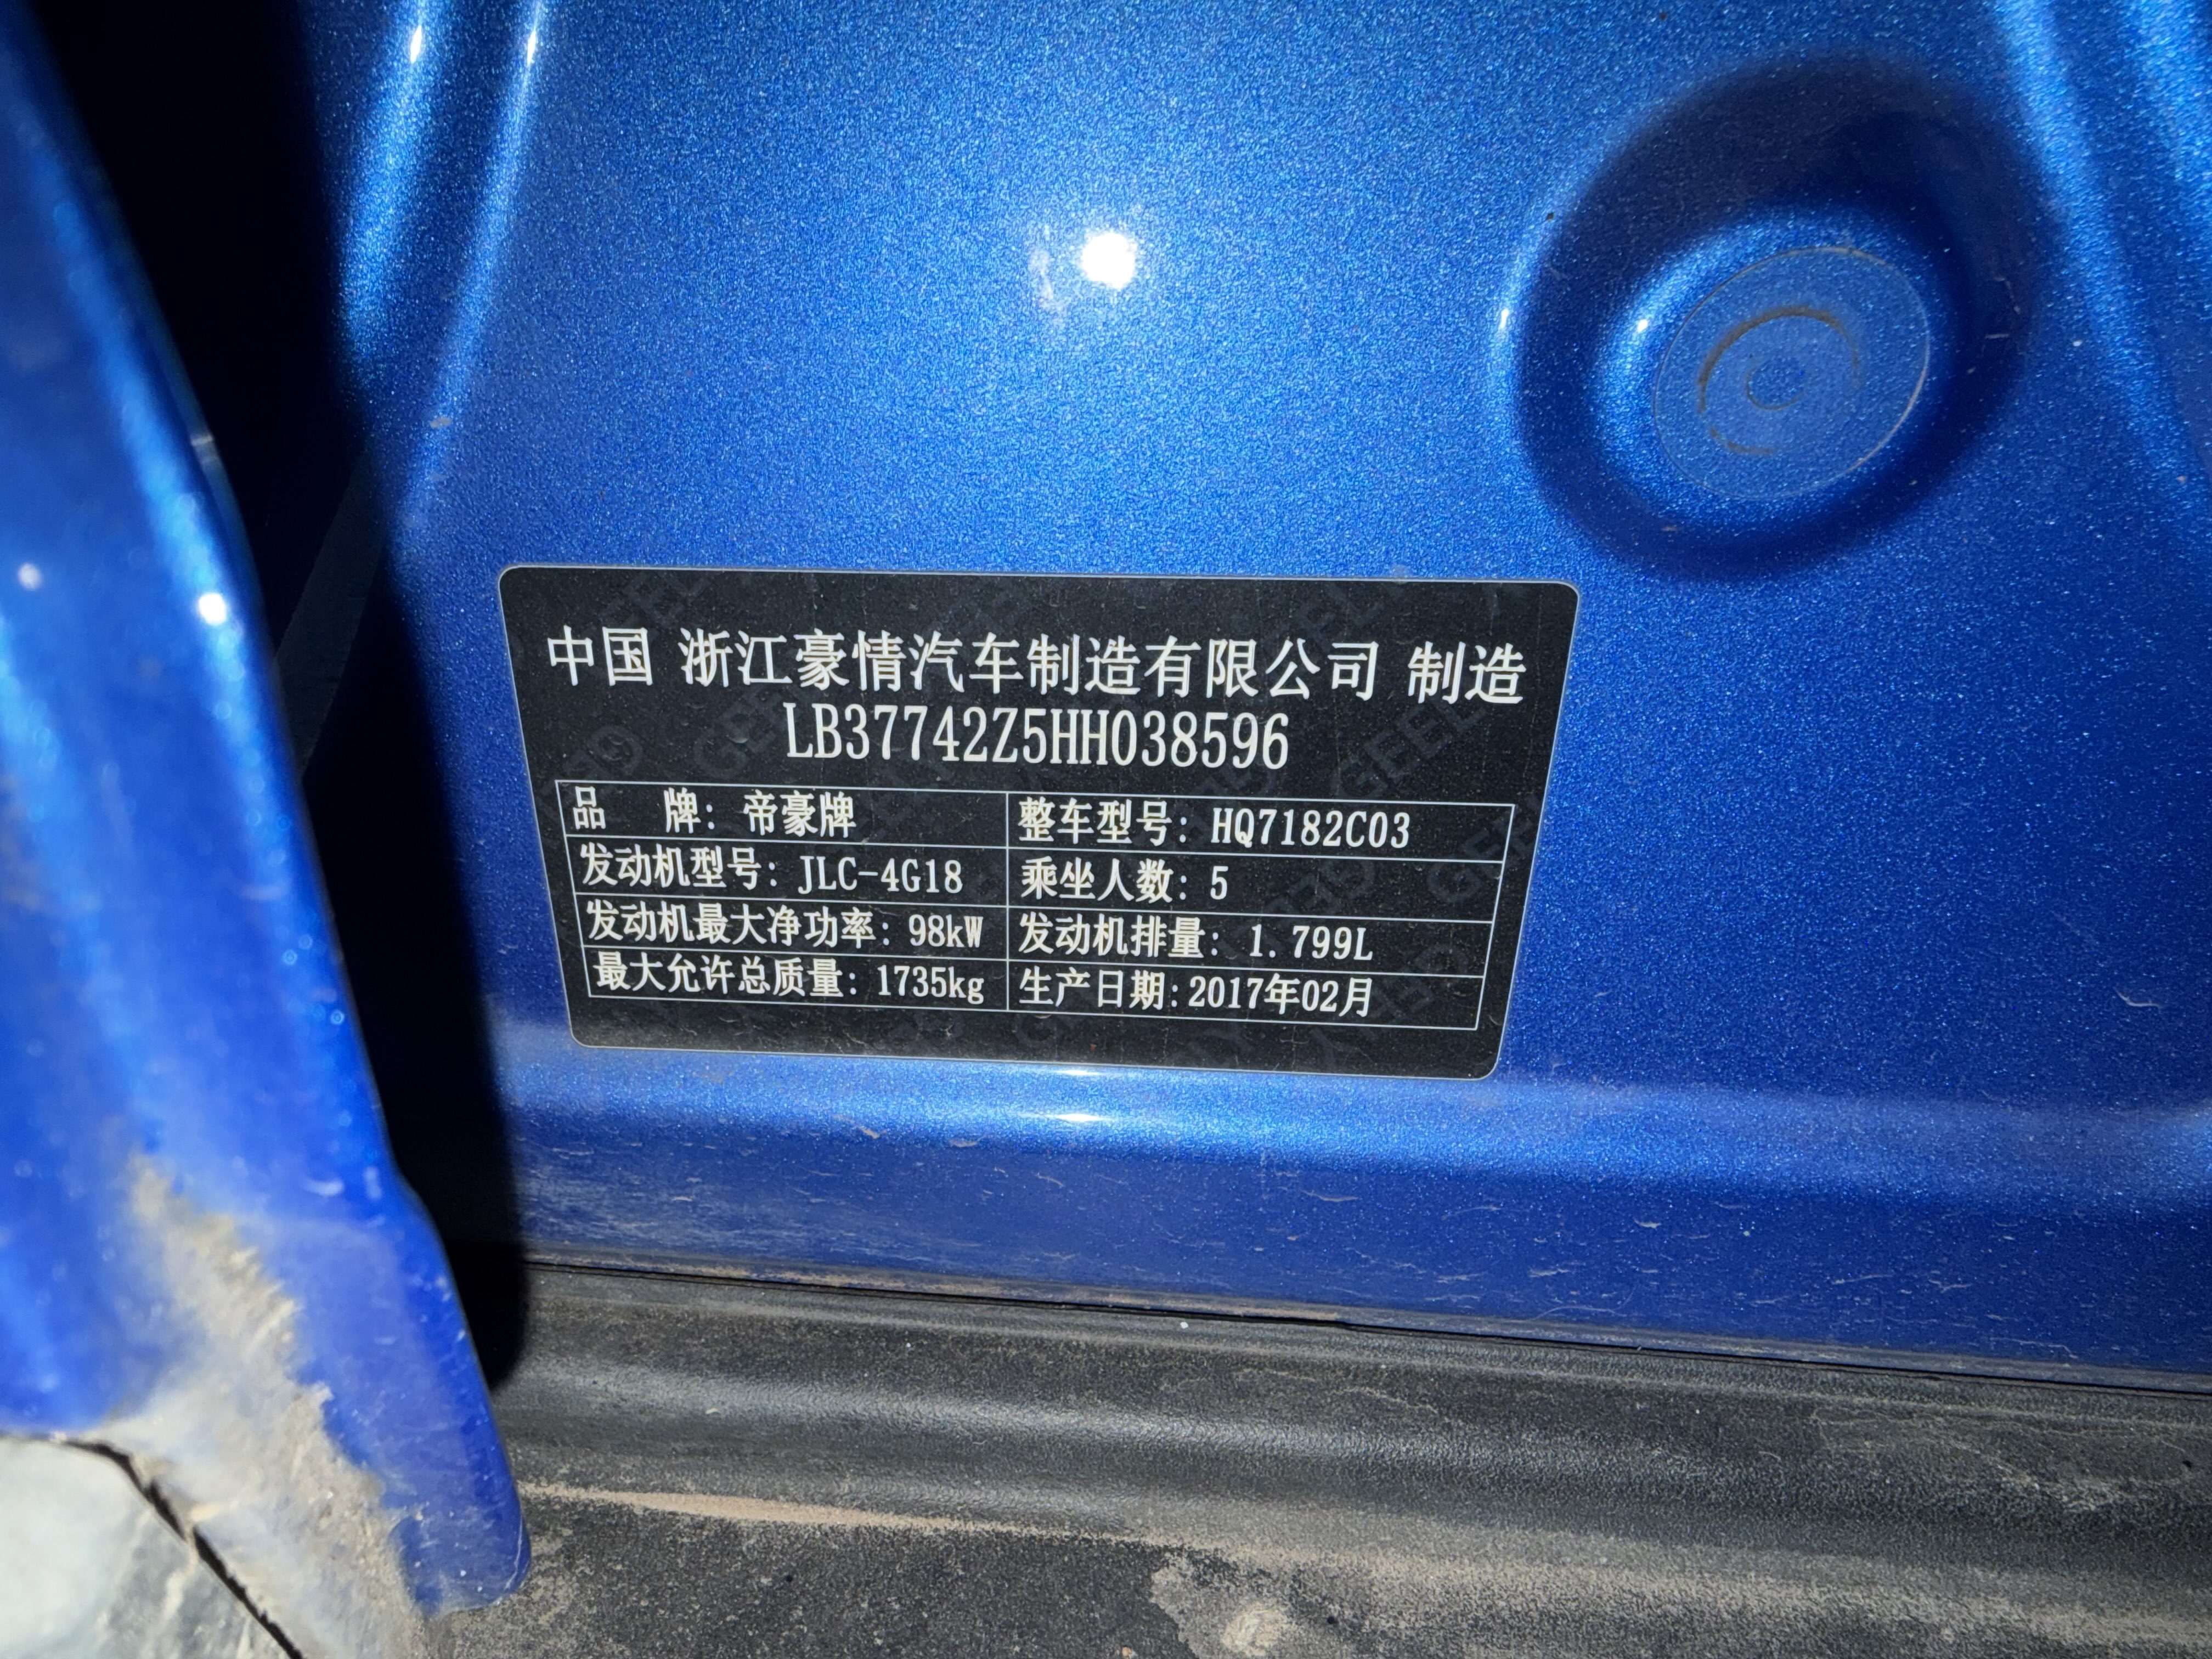 中国 浙江豪情汽车制造有限公司 制造
LB37742Z5HH038596
品 牌: 帝豪牌 整车型号: HQ7182C03
发动机型号: JLC-4G18 乘坐人数: 5
发动机最大净功率: 98kW 发动机排量: 1.799L
最大允许总质量: 1735kg 生产日期: 2017年02月